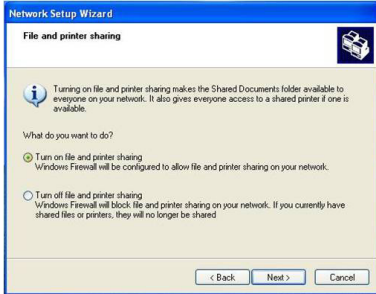 Network Setup Wizard
File and printer sharing
Turning on file and printer sharing makes the Shared Documents folder available to
everyone on your network. It also gives everyone access to a shared printer if one is
available.
What do you want to do?
Turn on file and printer sharing
Windows Firewall will be configured to allow file and printer sharing on your network.
Turn off file and printer sharing
Windows Firewall will block file and printer sharing on your network. If you currently have
shared files or printers, they will no longer be shared
< Back Next > Cancel